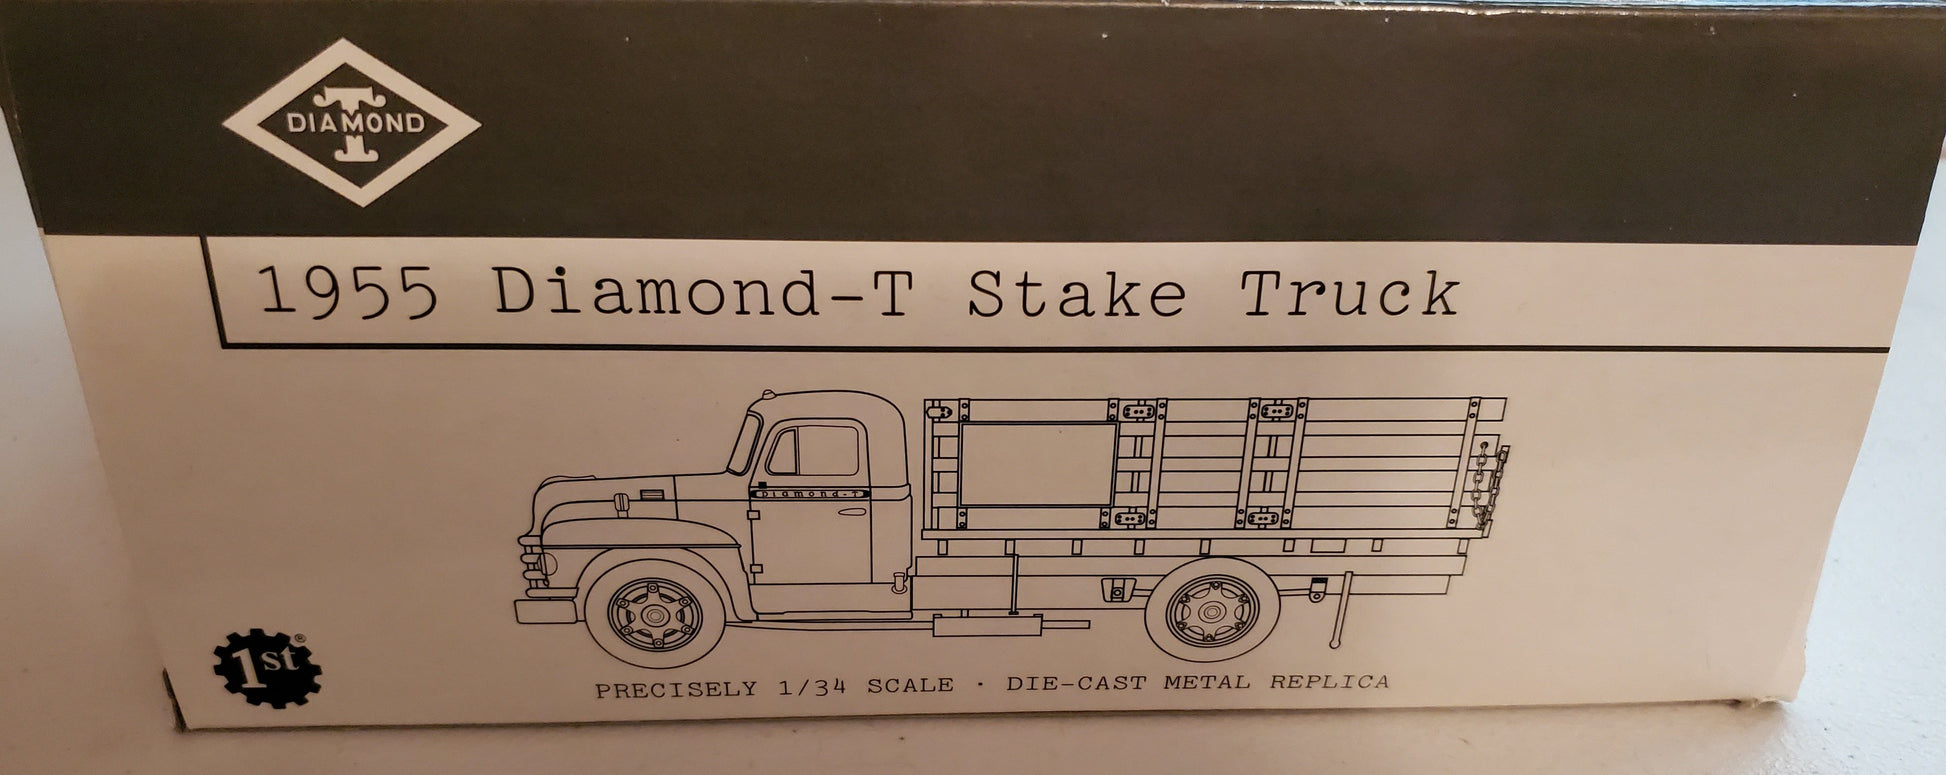 T
DIAMOND
1955 Diamond-T Stake Truck
Diamond-T
1st®
PRECISELY 1/34 SCALE · DIE-CAST METAL REPLICA